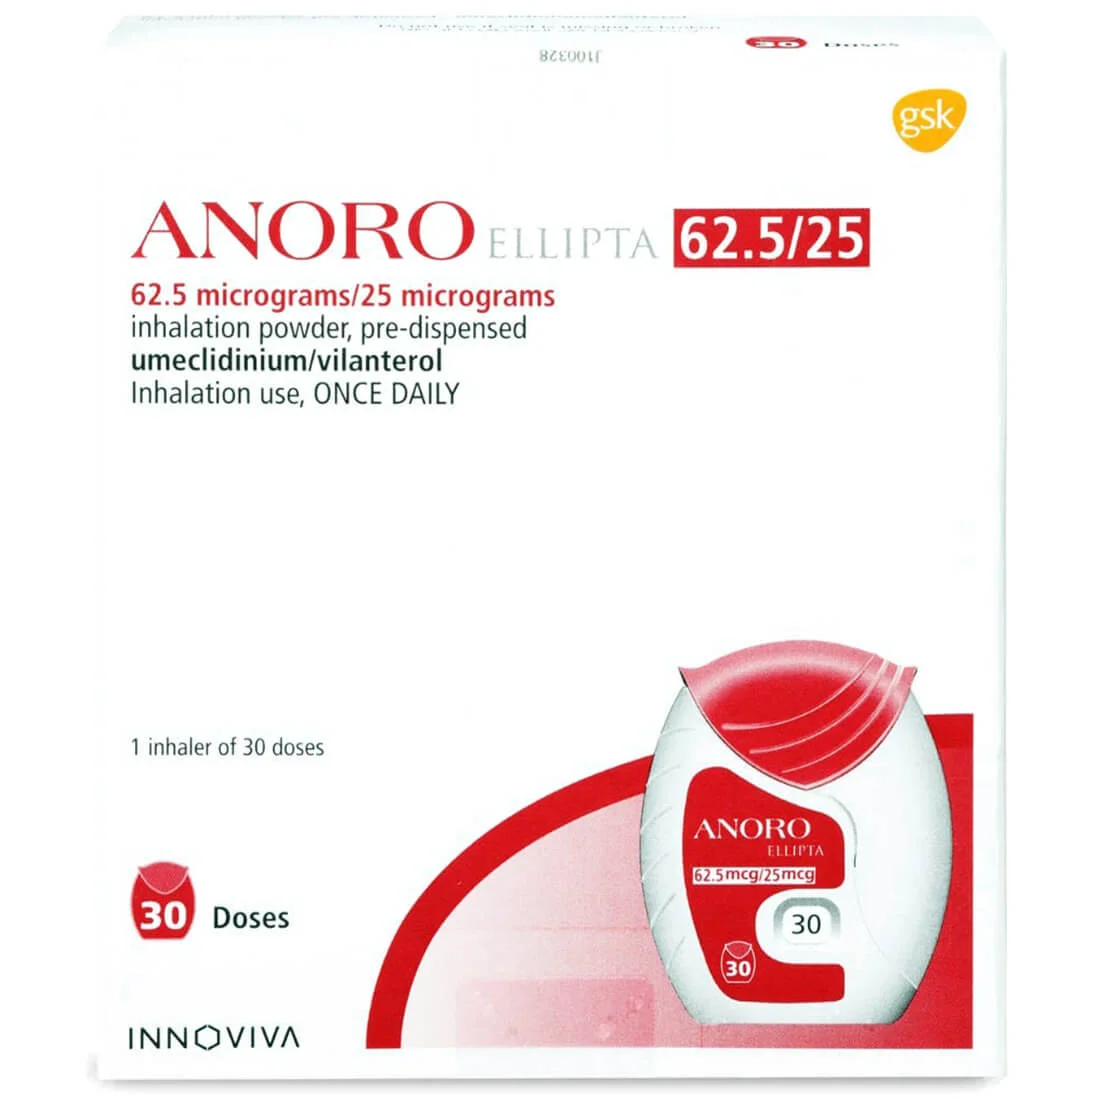 30 Doses
J100328
gsk
ANORO ELLIPTA 62.5/25
62.5 micrograms/25 micrograms
inhalation powder, pre-dispensed
umeclidinium/vilanterol
Inhalation use, ONCE DAILY
1 inhaler of 30 doses
ANORO
ELLIPTA
62.5mcg/25mcg
30
30
30 Doses
INNOVIVA